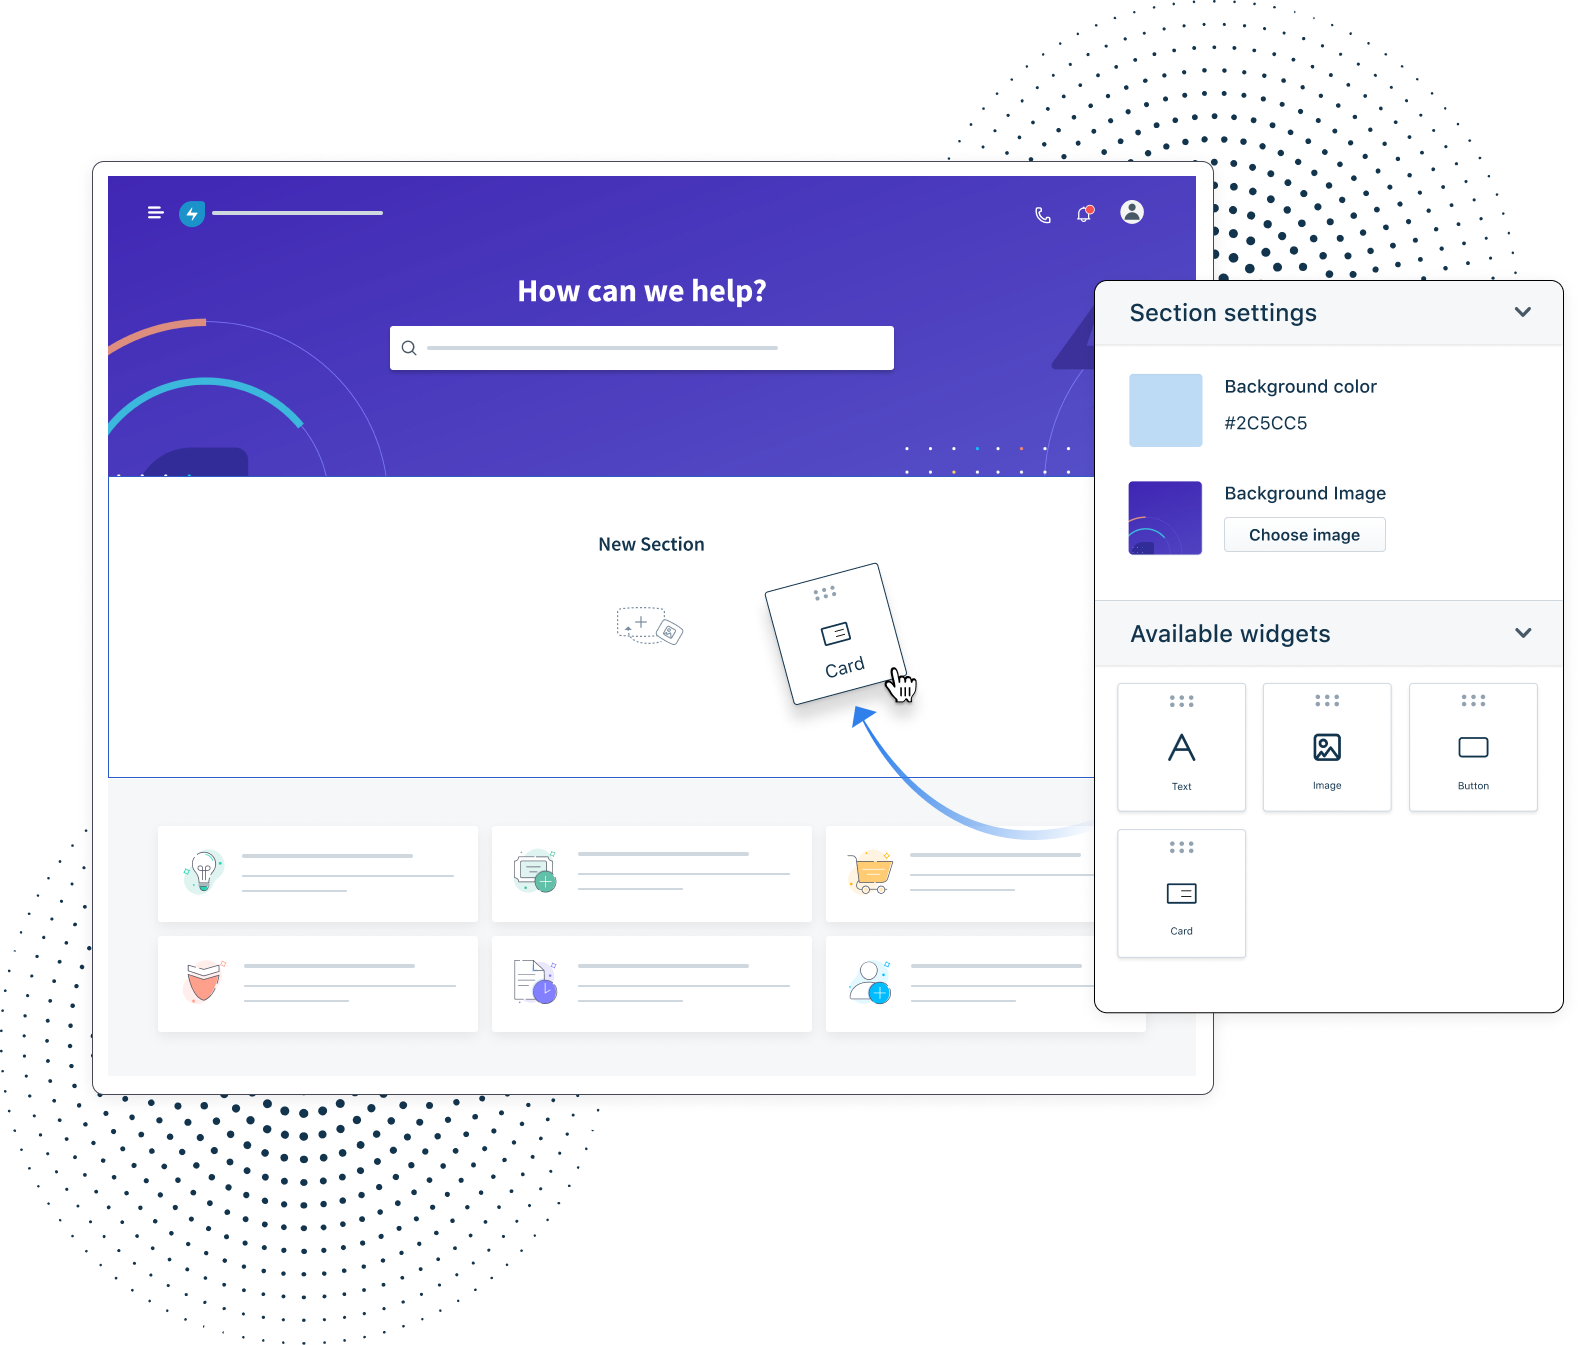 How can we help?
New Section
Card
Section settings
Background color
#2C5CC5
Background Image
Choose image
Available widgets
Text
Image
Button
Card